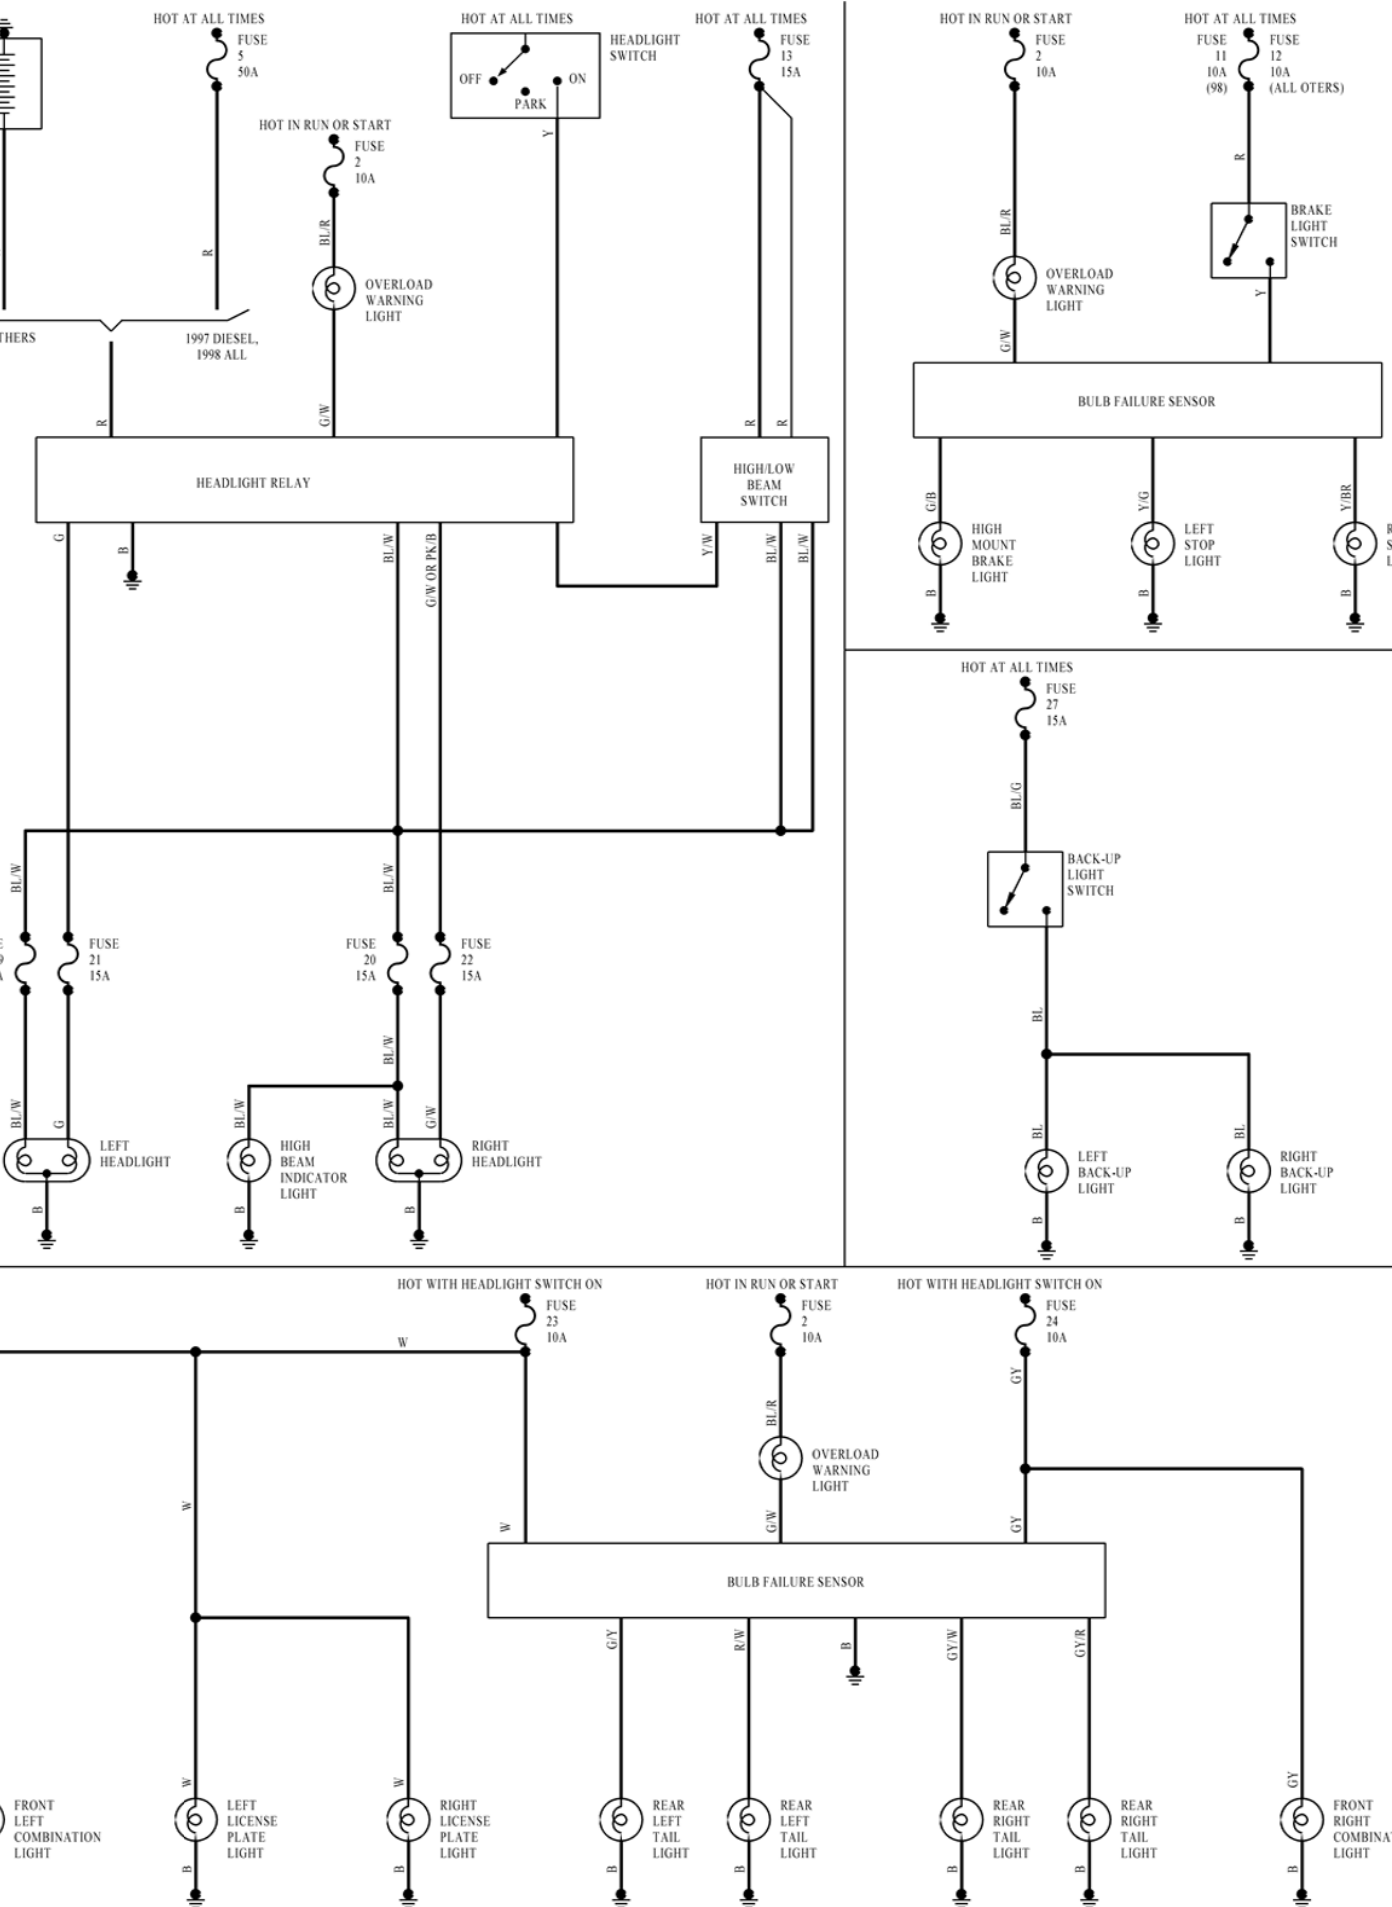 HOT AT ALL TIMES
FUSE
5
50A
HOT IN RUN OR START
FUSE
2
10A
BL/R
OVERLOAD
WARNING
LIGHT
G/W
R
1997 DIESEL,
1998 ALL
R
HOT AT ALL TIMES
HEADLIGHT
SWITCH
OFF
ON
PARK
Y
HOT AT ALL TIMES
FUSE
13
15A
R
R
HEADLIGHT RELAY
HIGH/LOW
BEAM
SWITCH
G
B
BL/W
G/W OR PK/B
Y/W
BL/W
BL/W
BL/W
BL/W
FUSE
21
15A
FUSE
20
15A
FUSE
22
15A
BL/W
BL/W
G
BL/W
BL/W
G/W
LEFT
HEADLIGHT
HIGH
BEAM
INDICATOR
LIGHT
RIGHT
HEADLIGHT
B
B
B
HOT IN RUN OR START
FUSE
2
10A
BL/R
OVERLOAD
WARNING
LIGHT
G/W
HOT AT ALL TIMES
FUSE
11
10A
(98)
FUSE
12
10A
(ALL OTERS)
R
BRAKE
LIGHT
SWITCH
Y
BULB FAILURE SENSOR
G/B
Y/G
Y/BR
HIGH
MOUNT
BRAKE
LIGHT
LEFT
STOP
LIGHT
B
B
B
HOT AT ALL TIMES
FUSE
27
15A
BL/G
BACK-UP
LIGHT
SWITCH
BL
BL
BL
LEFT
BACK-UP
LIGHT
RIGHT
BACK-UP
LIGHT
B
B
HOT WITH HEADLIGHT SWITCH ON
FUSE
23
10A
W
HOT IN RUN OR START
FUSE
2
10A
BL/R
OVERLOAD
WARNING
LIGHT
G/W
HOT WITH HEADLIGHT SWITCH ON
FUSE
24
10A
GY
GY
W
W
BULB FAILURE SENSOR
G/Y
R/W
B
GY/W
GY/R
W
W
GY
FRONT
LEFT
COMBINATION
LIGHT
LEFT
LICENSE
PLATE
LIGHT
RIGHT
LICENSE
PLATE
LIGHT
REAR
LEFT
TAIL
LIGHT
REAR
LEFT
TAIL
LIGHT
REAR
RIGHT
TAIL
LIGHT
REAR
RIGHT
TAIL
LIGHT
FRONT
RIGHT
LIGHT
B
B
B
B
B
B
B